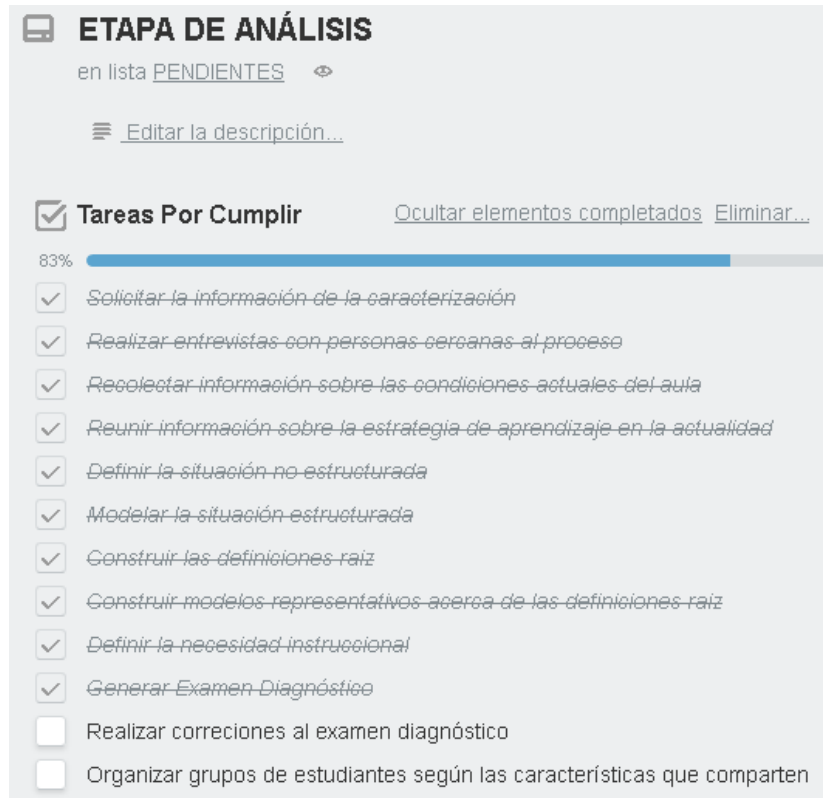 ETAPA DE ANÁLISIS
en lista PENDIENTES
Editar la descripción...
Tareas Por Cumplir Ocultar elementos completados Eliminar...
83%
Solicitar la información de la caracterización
Realizar entrevistas con personas cercanas al proceso
Recolectar información sobre las condiciones actuales del aula
Reunir información sobre la estrategia de aprendizaje en la actualidad
Definir la situación no estructurada
Modelar la situación estructurada
Construir las definiciones raiz
Construir modelos representativos acerca de las definiciones raiz
Definir la necesidad instruccional
Generar Examen Diagnóstico
Realizar correciones al examen diagnóstico
Organizar grupos de estudiantes según las características que comparten